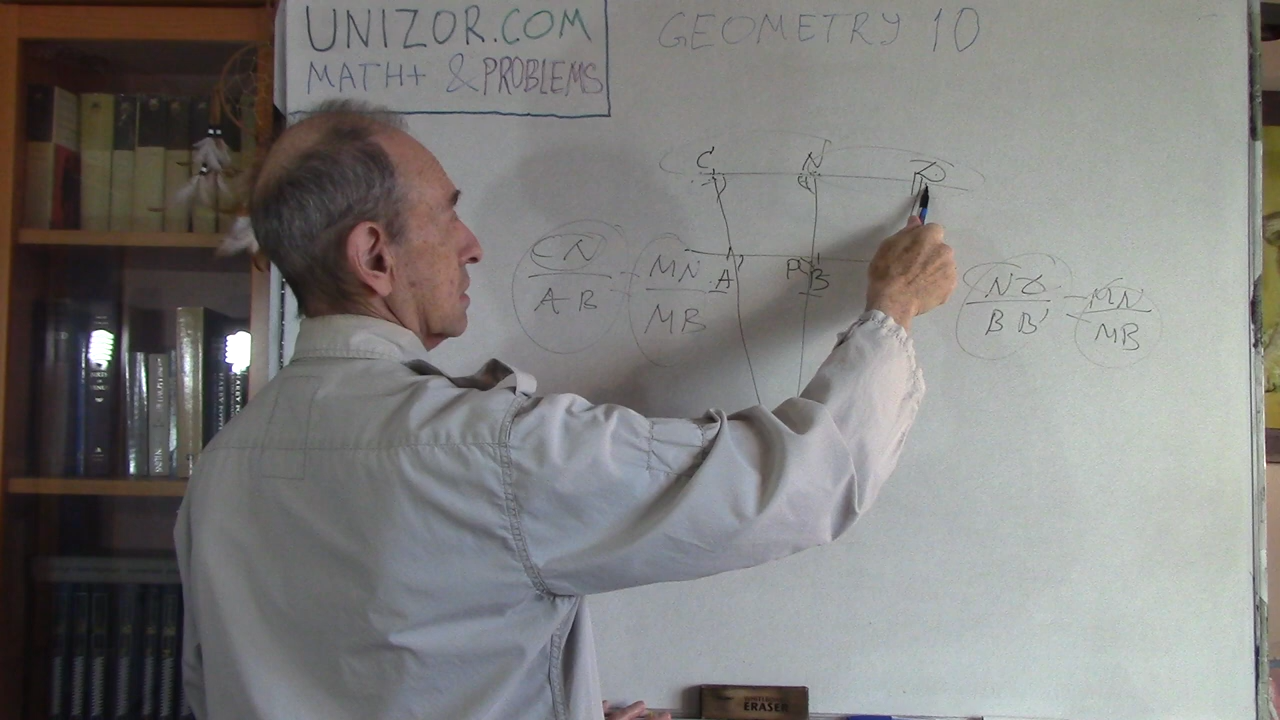 UNIZOR.COM
MATH+ & PROBLEMS
GEOMETRY 10
C N D
A P B
CN MN
AB MB
= 
ND = MN
BB' MB
ERASER